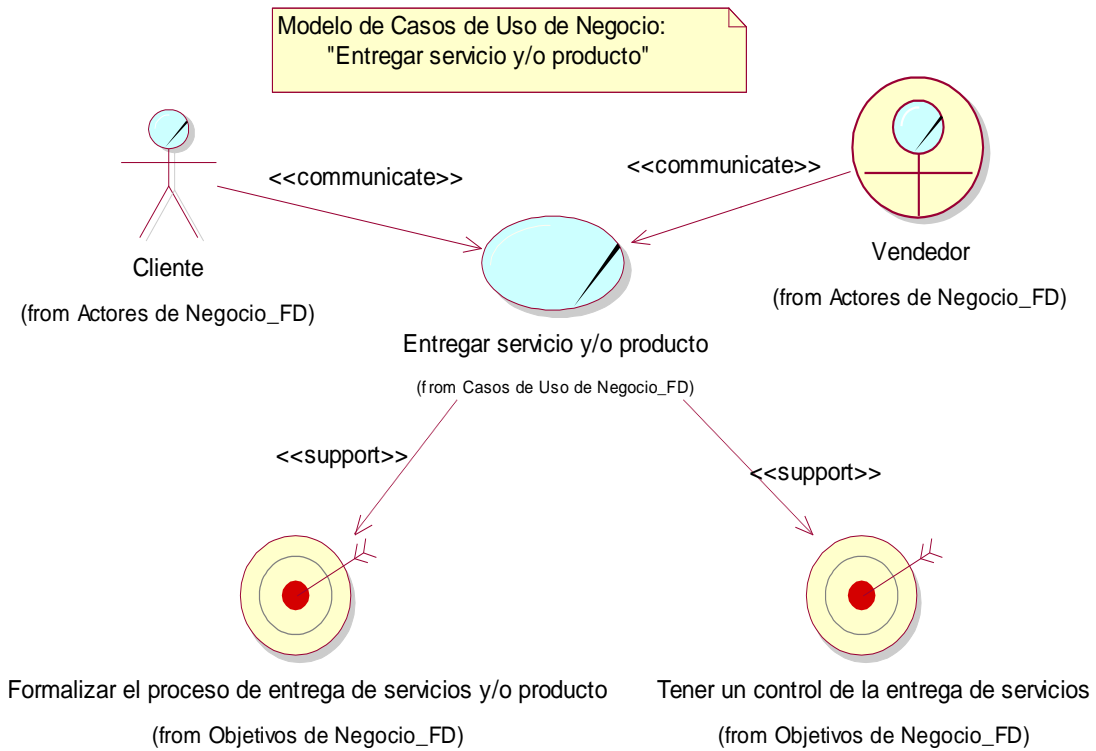 Modelo de Casos de Uso de Negocio:
"Entregar servicio y/o producto"
<<communicate>>
<<communicate>>
Cliente
(from Actores de Negocio_FD)
Vendedor
(from Actores de Negocio_FD)
Entregar servicio y/o producto
(from Casos de Uso de Negocio_FD)
<<support>>
<<support>>
Formalizar el proceso de entrega de servicios y/o producto
(from Objetivos de Negocio_FD)
Tener un control de la entrega de servicios
(from Objetivos de Negocio_FD)